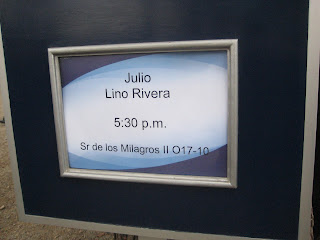 Julio
Lino Rivera
5:30 p.m.
Sr de los Milagros II O17-10